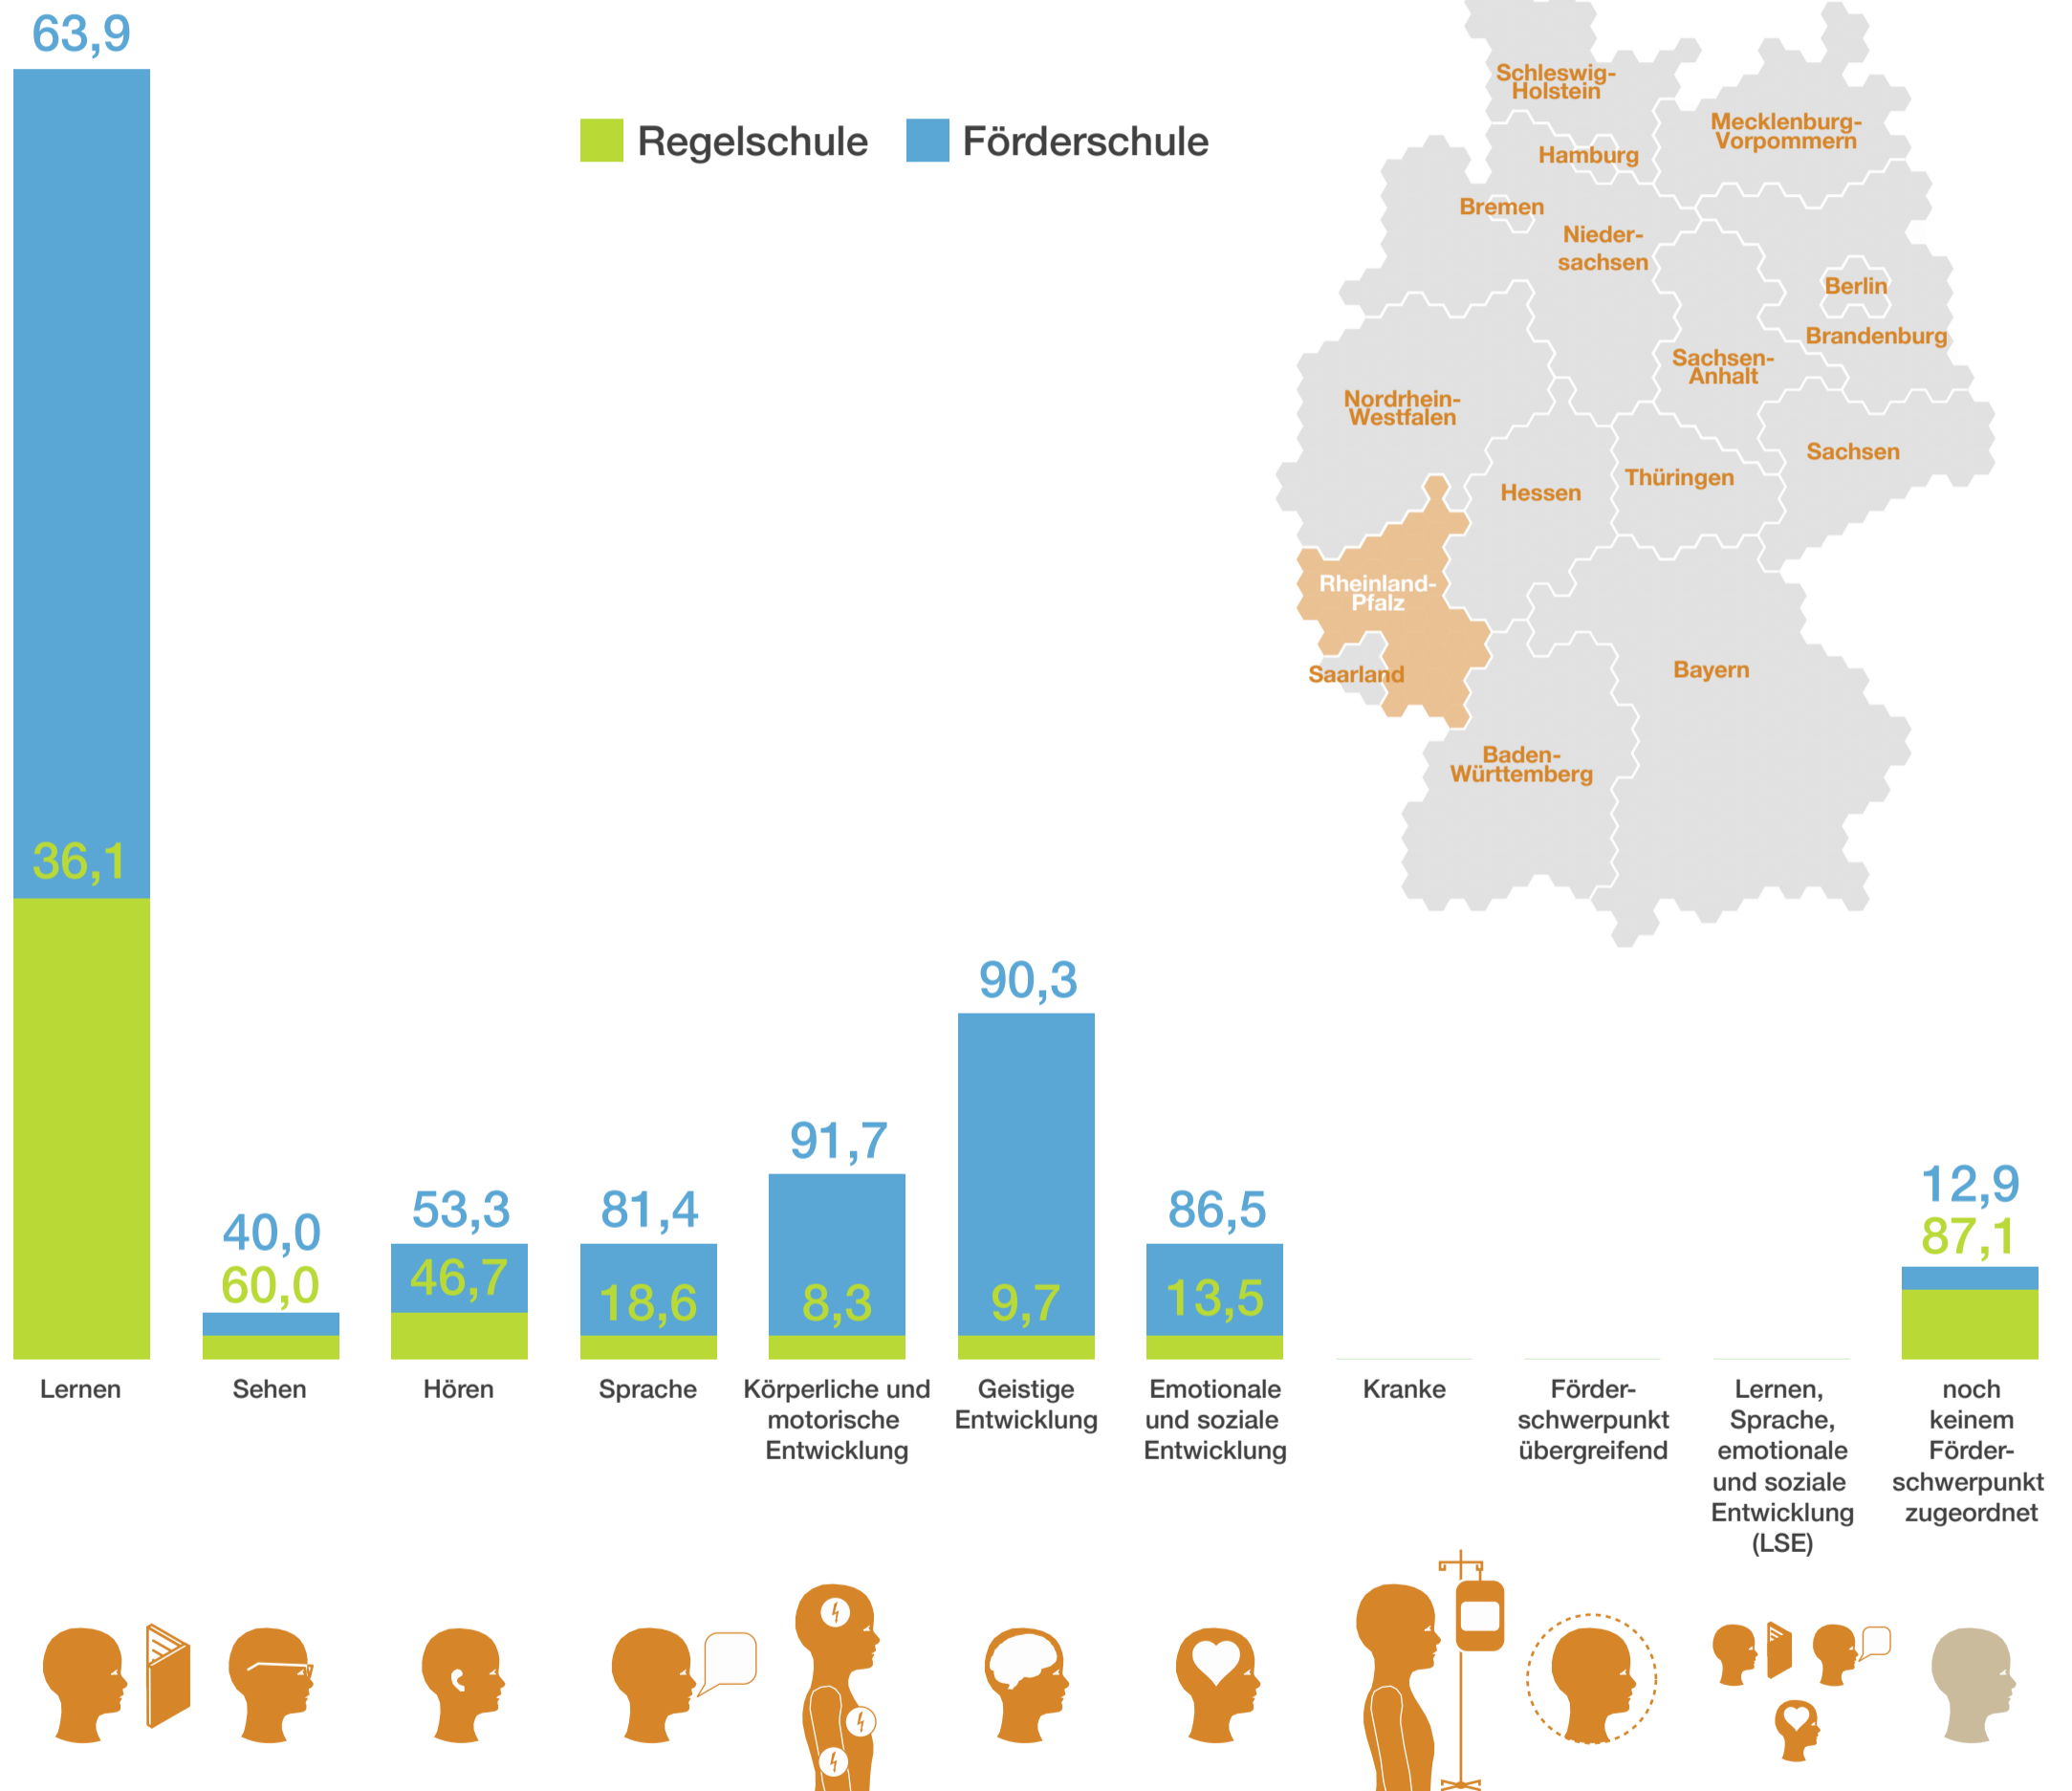 63,9
36,1
Regelschule
Förderschule
Schleswig-
Holstein
Mecklenburg-
Vorpommern
Hamburg
Bremen
Nieder-
sachsen
Berlin
Brandenburg
Sachsen-
Anhalt
Nordrhein-
Westfalen
Sachsen
Thüringen
Hessen
Rheinland-
Pfalz
Saarland
Bayern
Baden-
Württemberg
40,0
60,0
53,3
46,7
81,4
18,6
91,7
8,3
90,3
9,7
86,5
13,5
12,9
87,1
Lernen
Sehen
Hören
Sprache
Körperliche und
motorische
Entwicklung
Geistige
Entwicklung
Emotionale
und soziale
Entwicklung
Kranke
Förder-
schwerpunkt
übergreifend
Lernen,
Sprache,
emotionale
und soziale
Entwicklung
(LSE)
noch
keinem
Förder-
schwerpunkt
zugeordnet